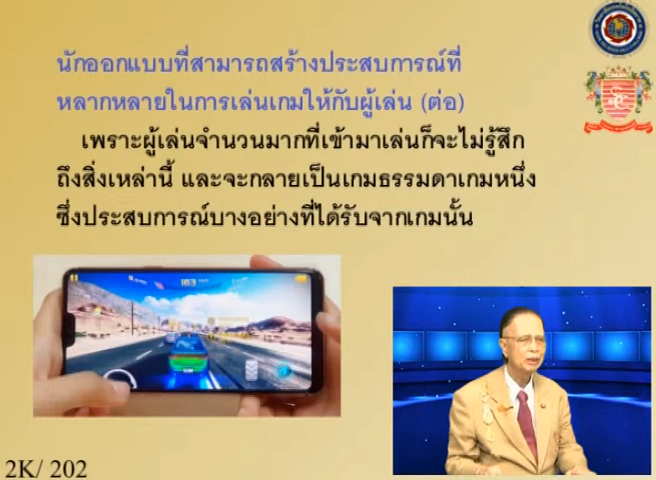 นักออกแบบที่สามารถสร้างประสบการณ์ที่
หลากหลายในการเล่นเกมให้กับผู้เล่น (ต่อ)
เพราะผู้เล่นจำนวนมากที่เข้ามาเล่นก็จะไม่รู้สึก
ถึงสิ่งเหล่านี้ และจะกลายเป็นเกมธรรมดาเกมหนึ่ง
ซึ่งประสบการณ์บางอย่างที่ได้รับจากเกมนั้น
2K/ 202